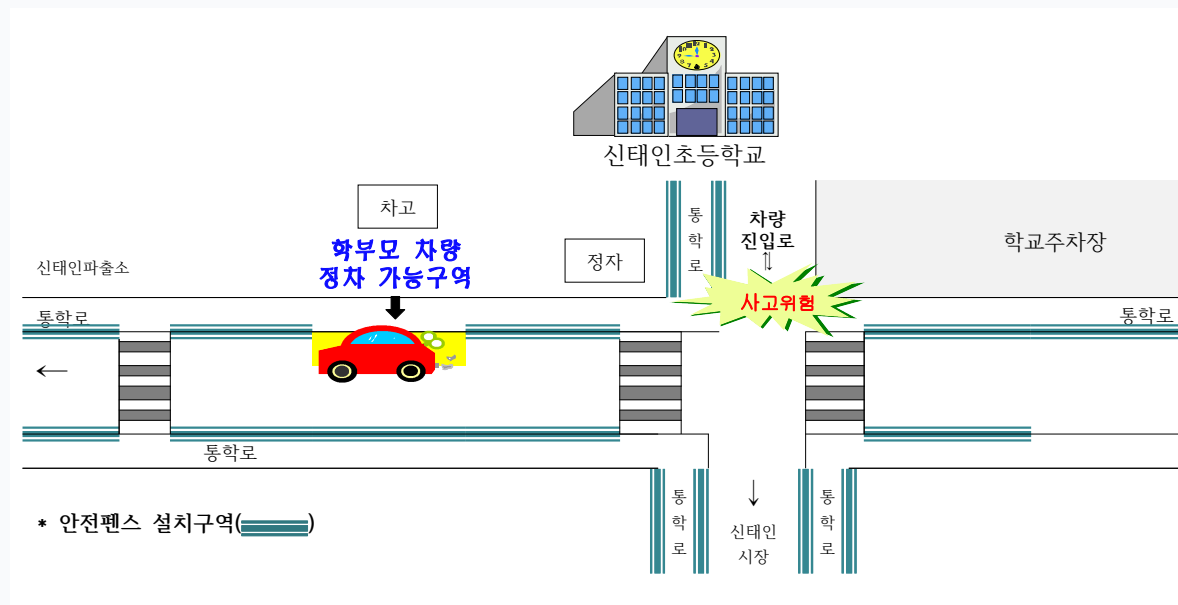 신태인초등학교
차고
학부모 차량
정차 가능구역
신태인파출소
정자
통
학
로
차량
진입로
⇅
학교주차장
사고위험
통학로
통학로
←
통학로
통
학
로
↓
신태인
시장
통
학
로
* 안전펜스 설치구역( )